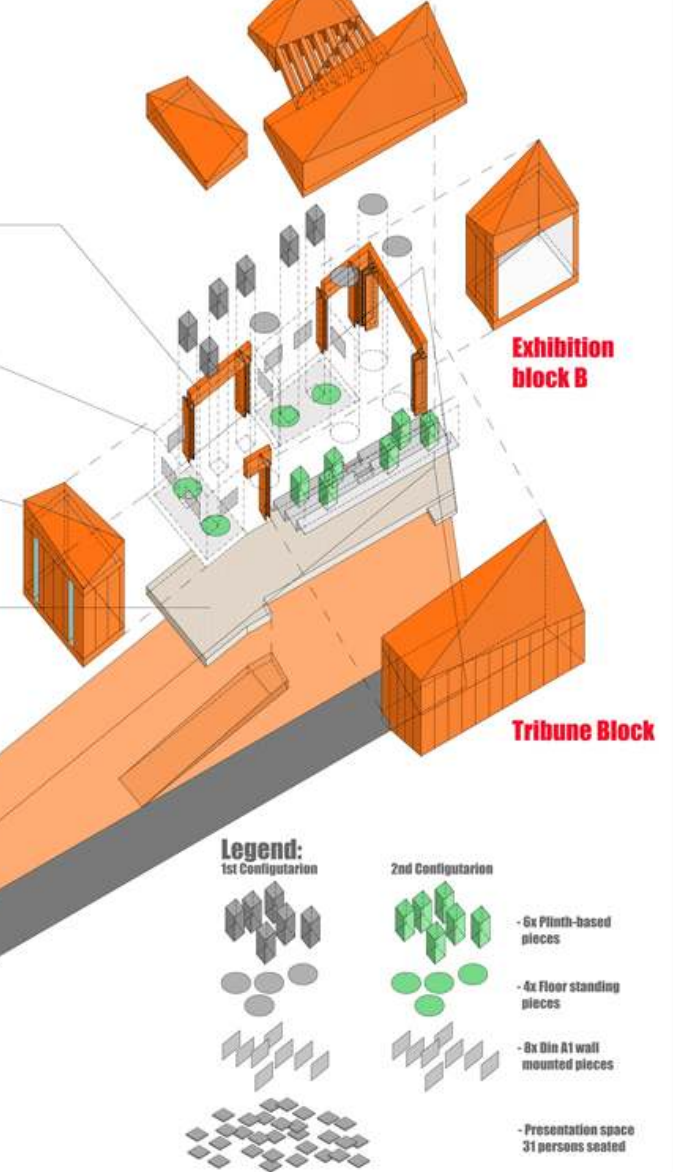 Exhibition
block B
Tribune Block
Legend:
1st Configutarion
2nd Configutarion
- 6x Plinth-based
pieces
- 4x Floor standing
pieces
- 8x Din A1 wall
mounted pieces
- Presentation space
31 persons seated